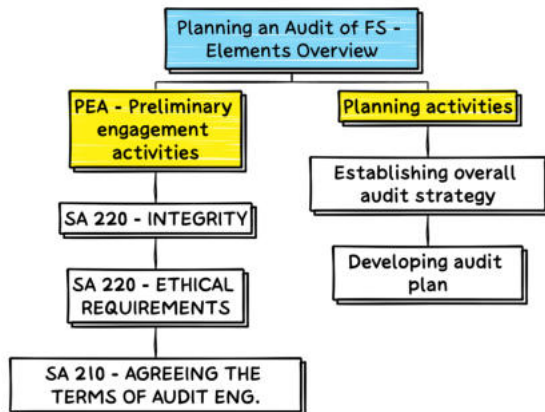 Planning an Audit of FS -
Elements Overview
PEA - Preliminary
engagement
activities
SA 220 - INTEGRITY
SA 220 - ETHICAL
REQUIREMENTS
SA 210 - AGREEING THE
TERMS OF AUDIT ENG.
Planning activities
Establishing overall
audit strategy
Developing audit
plan